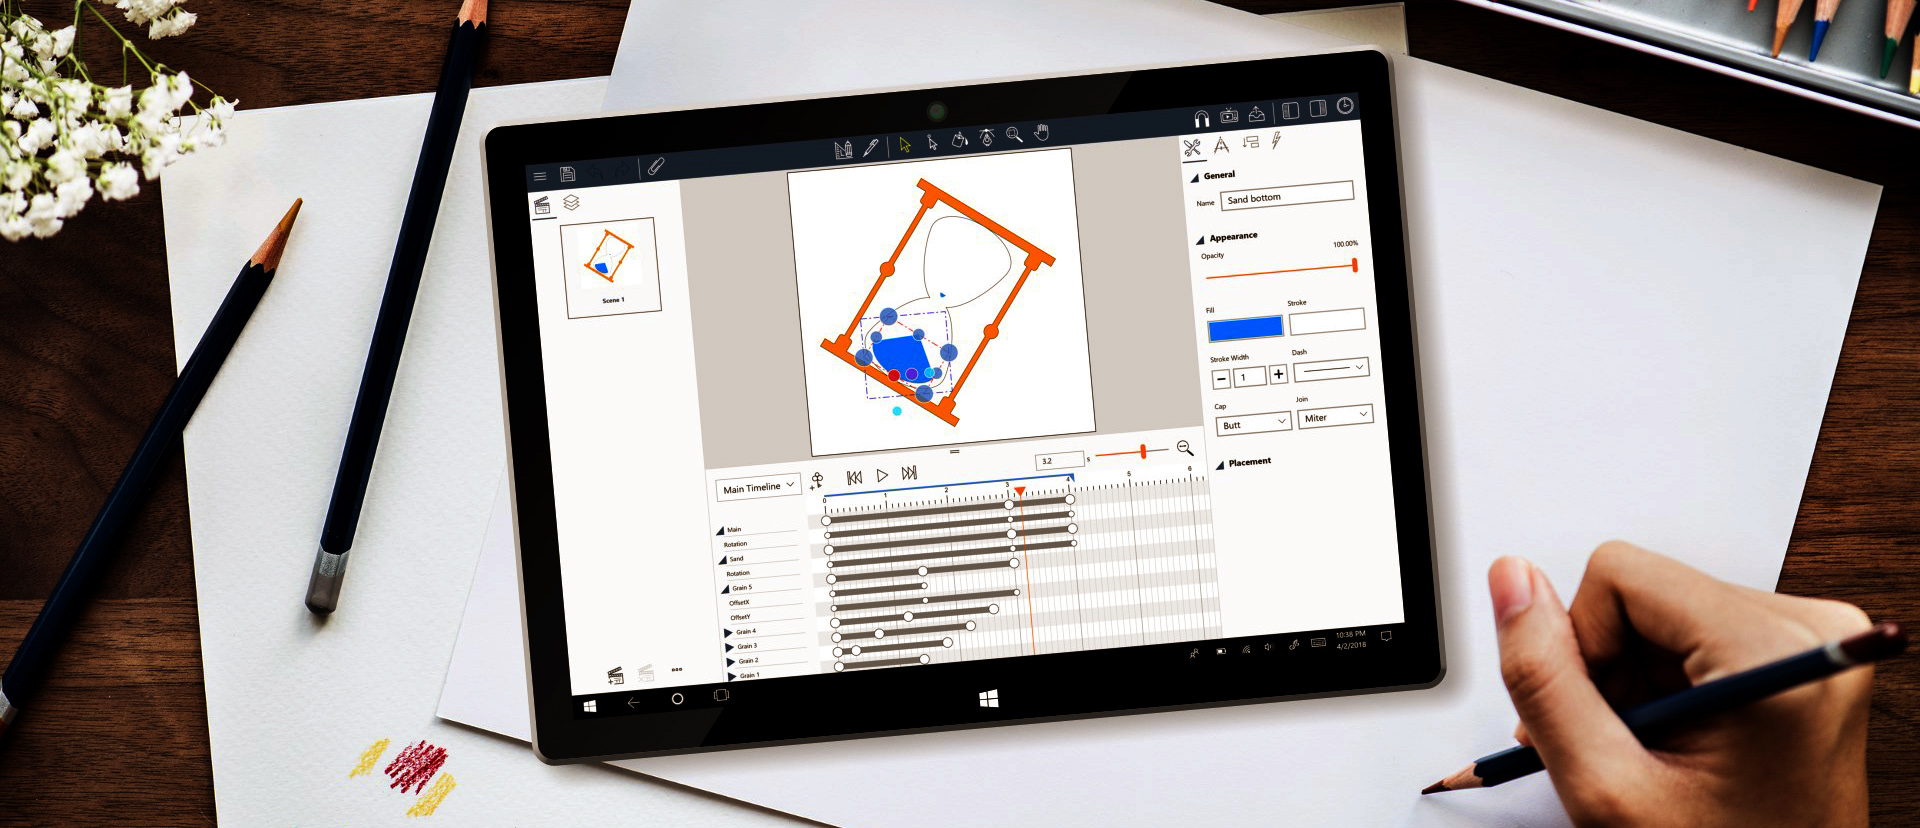 Scene 1
General
Name
Sand bottom
Appearance
Opacity
100.00%
Fill
Stroke
Stroke Width
Dash
1
Cap
Join
Butt
Miter
Placement
Main Timeline
3.2
s
0 1 2 3 4 5 6
Main
Rotation
Sand
Rotation
Grain 5
OffsetX
OffsetY
Grain 4
Grain 3
Grain 2
Grain 1
10:38 PM
4/2/2018